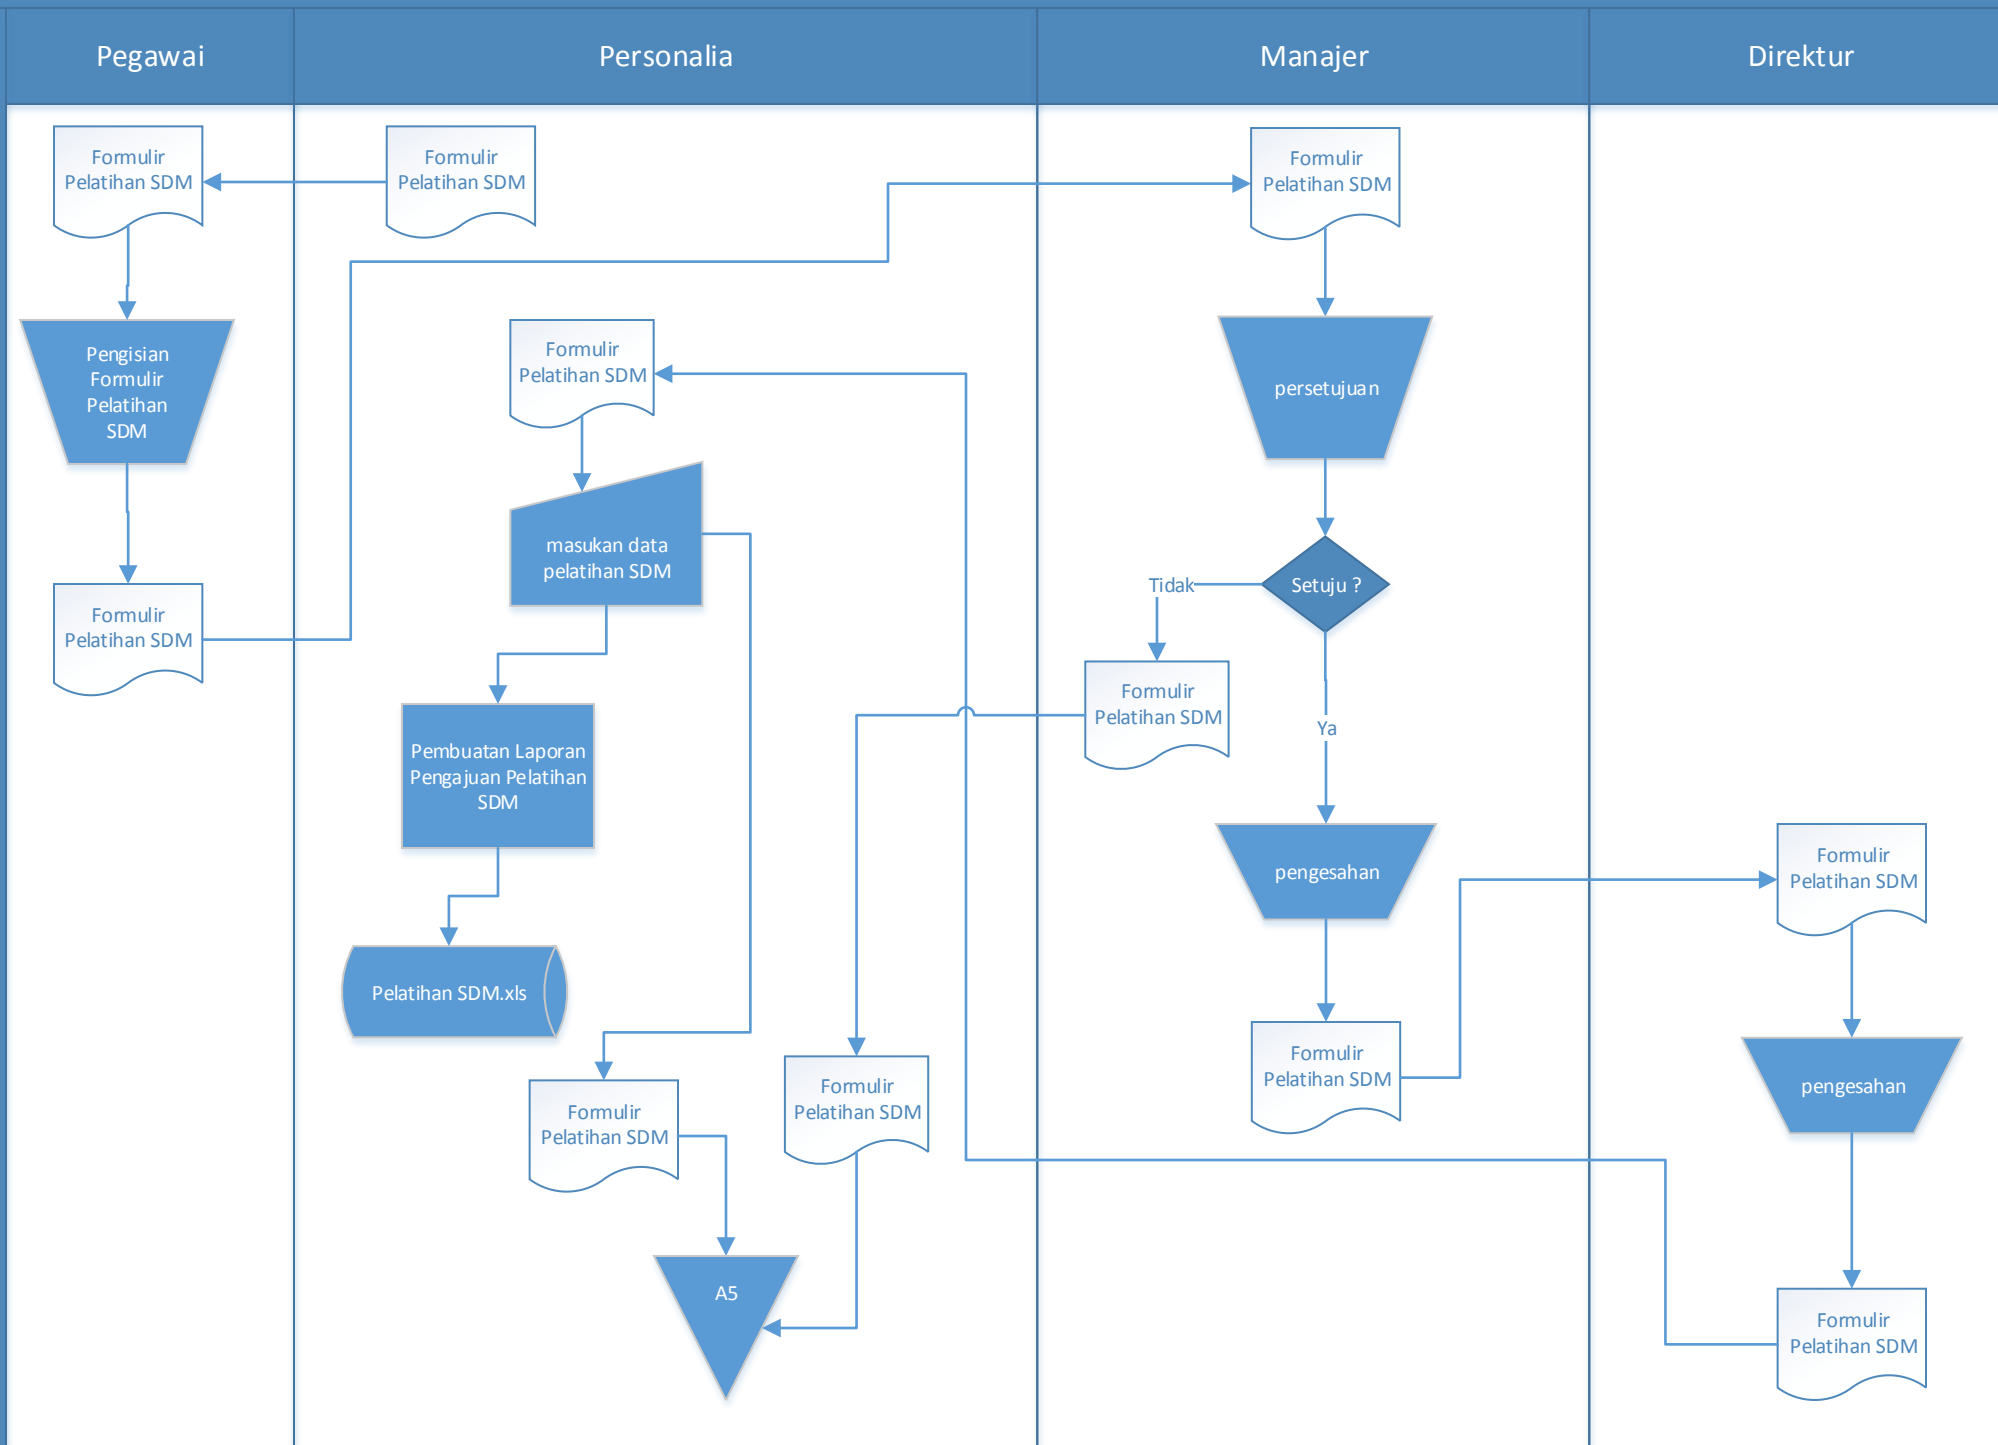 Pegawai
Personalia
Manajer
Direktur
Formulir
Pelatihan SDM
Formulir
Pelatihan SDM
Formulir
Pelatihan SDM
Pengisian
Formulir
Pelatihan
SDM
Formulir
Pelatihan SDM
persetujuan
masukan data
pelatihan SDM
Tidak
Setuju ?
Formulir
Pelatihan SDM
Formulir
Pelatihan SDM
Ya
Pembuatan Laporan
Pengajuan Pelatihan
SDM
pengesahan
Formulir
Pelatihan SDM
Pelatihan SDM.xls
Formulir
Pelatihan SDM
Formulir
Pelatihan SDM
Formulir
Pelatihan SDM
pengesahan
A5
Formulir
Pelatihan SDM